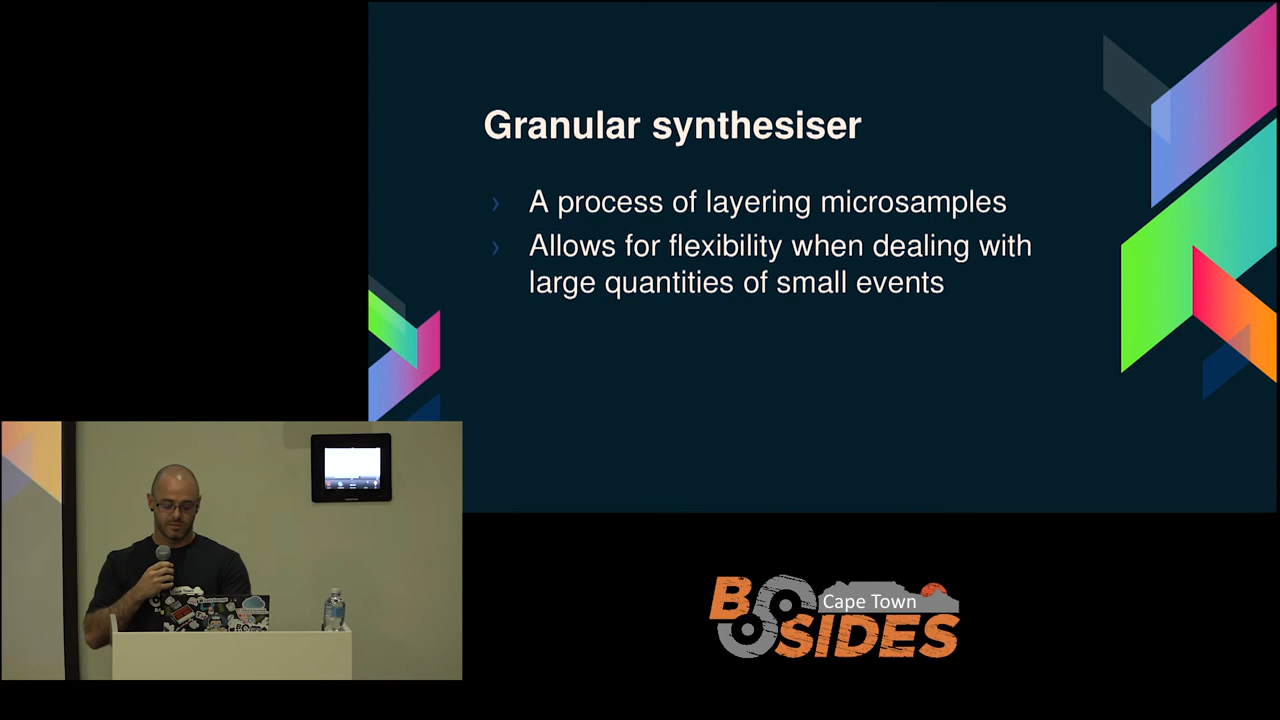 Granular synthesiser
› A process of layering microsamples
› Allows for flexibility when dealing with
large quantities of small events
B SIDES
Cape Town